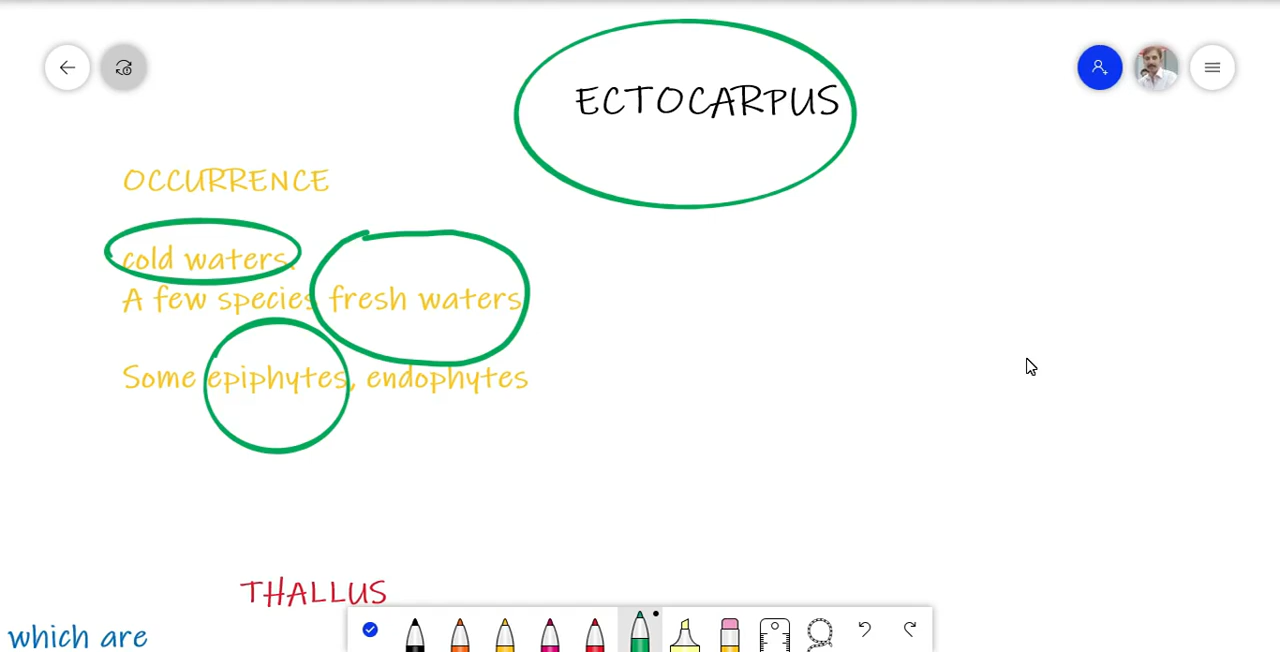 ECTOCARPUS
OCCURRENCE
cold waters.
A few species fresh waters
Some epiphytes, endophytes
THALLUS
which are